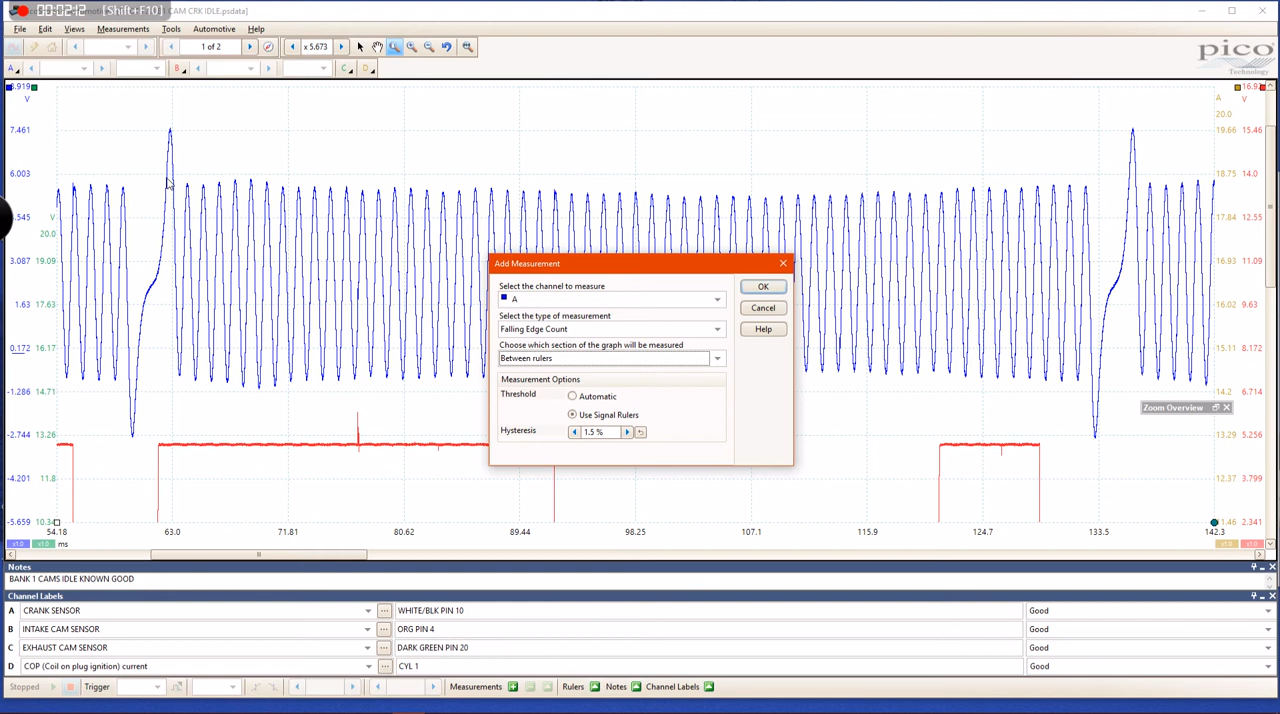 00:02:12 [Shift+F10] CAM CRK IDLE.psdata
File Edit Views Measurements Tools Automotive Help
1 of 2 x 5.673
pico
Technology
A B C D
V A V
20.0
7.461 19.66 15.46
6.003 18.75 14.0
V 17.84 12.55
20.0
3.087 19.09 16.93 11.09
1.63 17.63 16.02 9.63
0.172 16.17 15.11 8.172
-1.286 14.71 14.2 6.714
-2.744 13.26 13.29 5.256
-4.201 11.8 12.37 3.799
-5.659 10.34 2.341
54.18 63.0 71.81 80.62 89.44 98.25 107.1 115.9 124.7 133.5 142.3
x1.0 x1.0 ms x1.0 x1.0
Add Measurement
Select the channel to measure
A
OK
Select the type of measurement
Cancel
Falling Edge Count
Help
Choose which section of the graph will be measured
Between rulers
Measurement Options
Threshold
Automatic
Use Signal Rulers
Hysteresis 1.5 %
Zoom Overview
Notes
BANK 1 CAMS IDLE KNOWN GOOD
Channel Labels
A CRANK SENSOR ... WHITE/BLK PIN 10 Good
B INTAKE CAM SENSOR ... ORG PIN 4 Good
C EXHAUST CAM SENSOR ... DARK GREEN PIN 20 Good
D COP (Coil on plug ignition) current ... CYL 1 Good
Stopped Trigger Measurements Rulers Notes Channel Labels